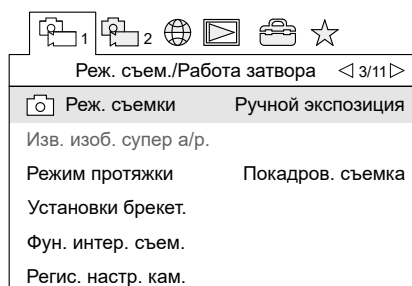 1 2
Реж. съем./Работа затвора 3/11
Реж. съемки Ручной экспозиция
Изв. изоб. супер а/р.
Режим протяжки Покадров. съемка
Установки брекет.
Фун. интер. съем.
Регис. настр. кам.